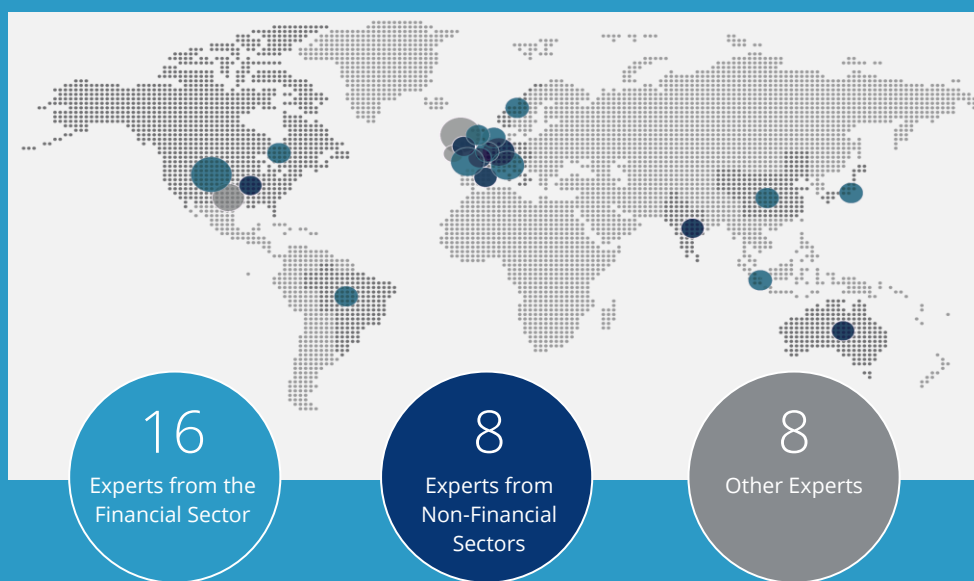 16
Experts from the
Financial Sector
8
Experts from
Non-Financial
Sectors
8
Other Experts